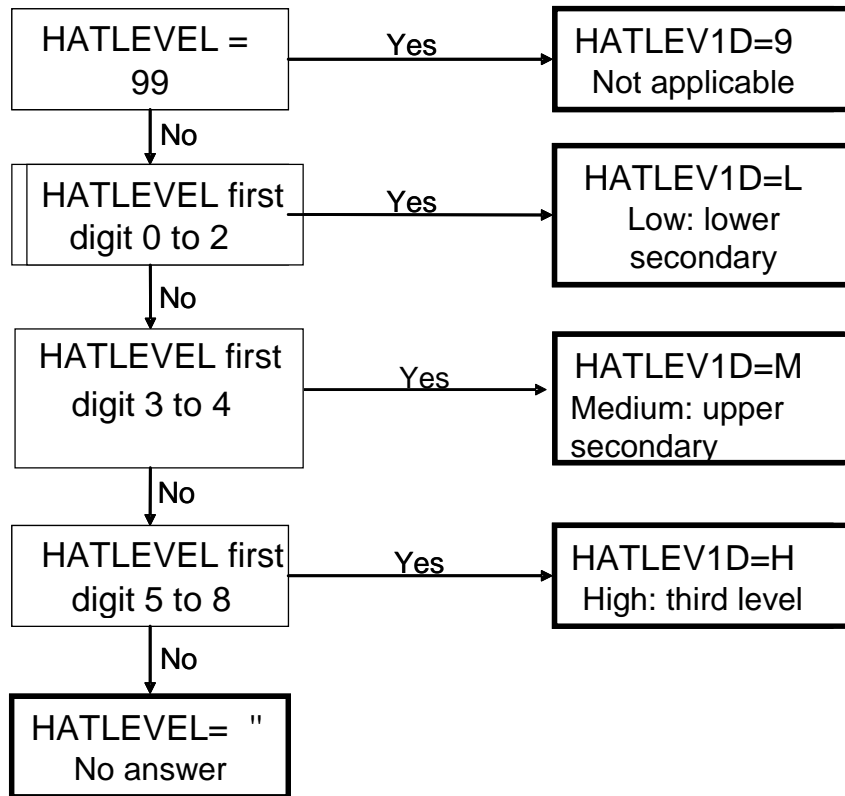 HATLEVEL =
99
Yes
HATLEV1D=9
Not applicable
No
HATLEVEL first
digit 0 to 2
Yes
HATLEV1D=L
Low: lower
secondary
No
HATLEVEL first
digit 3 to 4
Yes
HATLEV1D=M
Medium: upper
secondary
No
HATLEVEL first
digit 5 to 8
Yes
HATLEV1D=H
High: third level
No
HATLEVEL= "
No answer